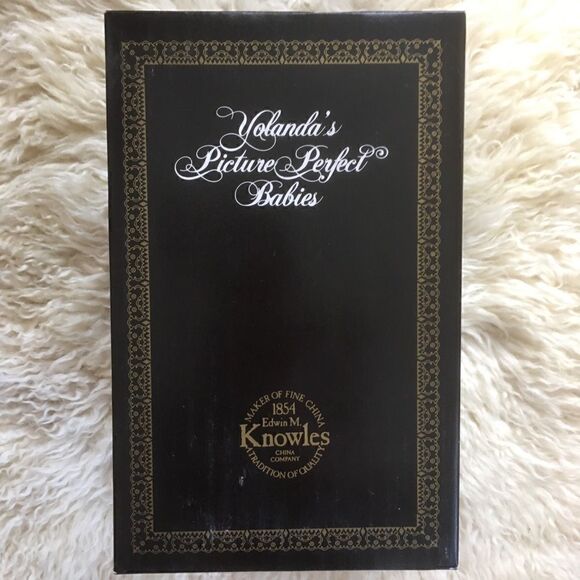 Yolanda's
Picture Perfect
Babies
MAKER OF FINE CHINA
1854
Edwin M.
Knowles
CHINA
COMPANY
A TRADITION OF QUALITY